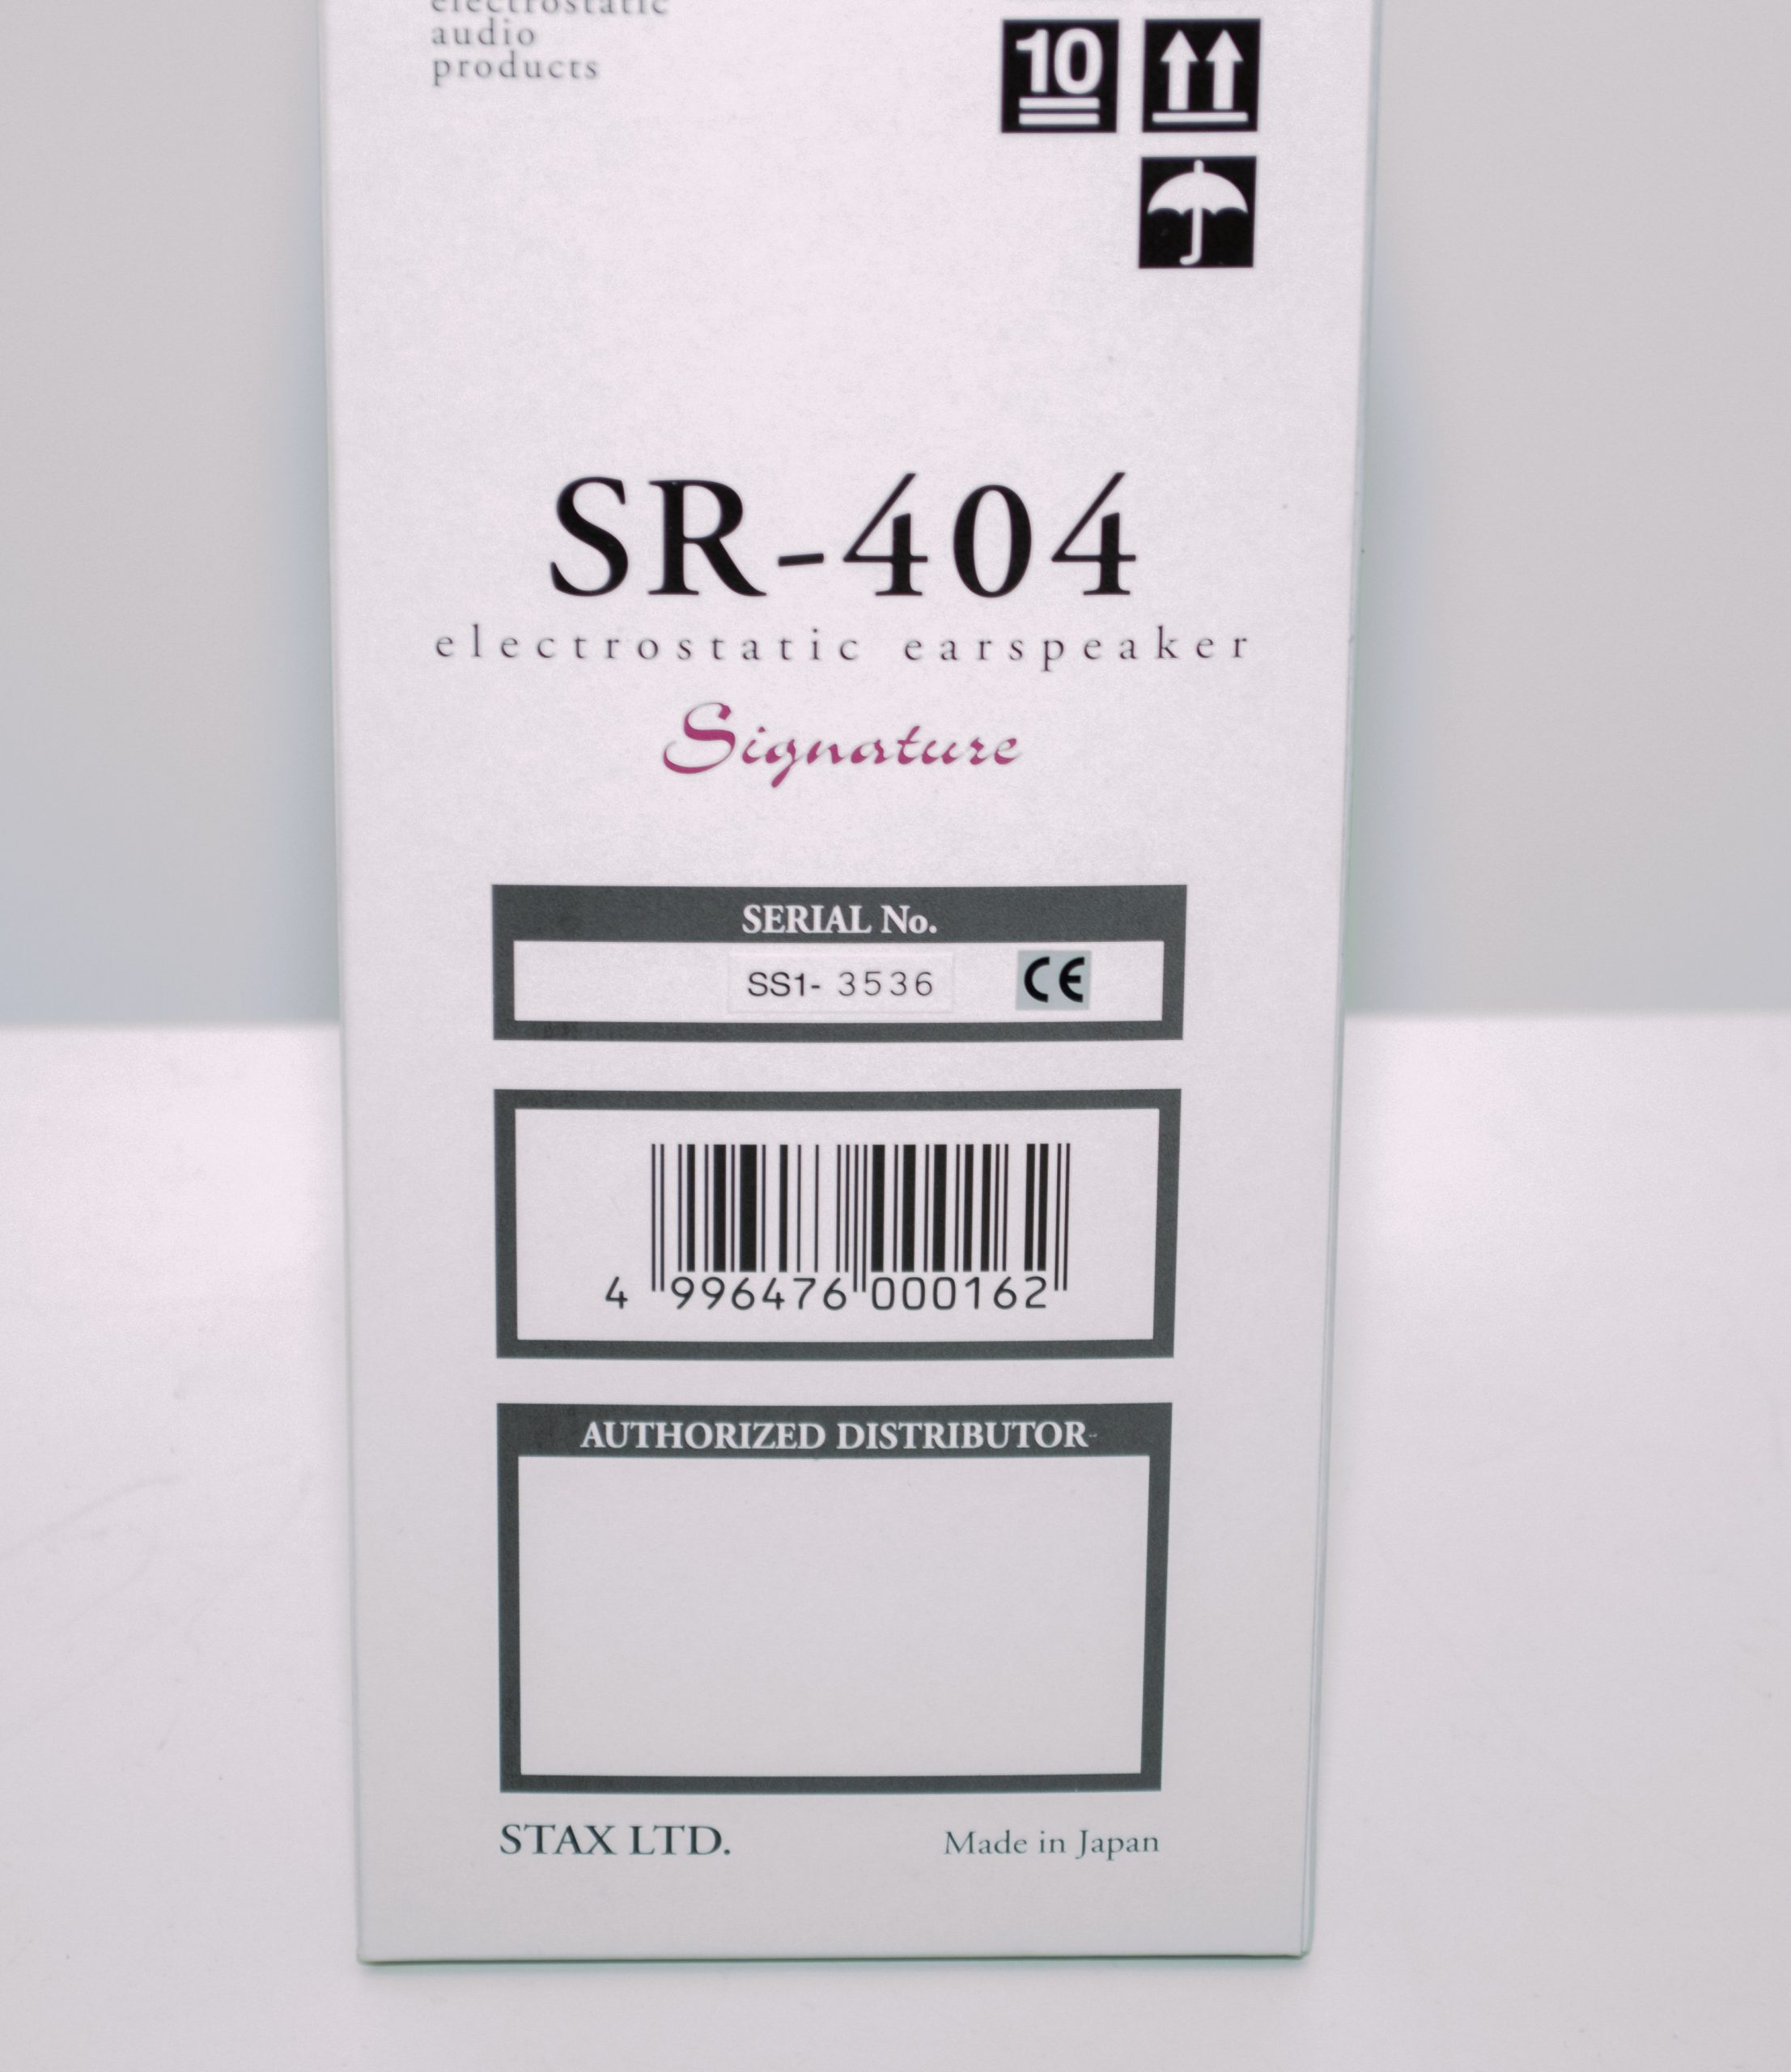 electrostatic
audio
products
10
SR-404
electrostatic earspeaker
Signature
SERIAL No.
SS1- 3536 CE
4 996476 000162
AUTHORIZED DISTRIBUTOR
STAX LTD. Made in Japan